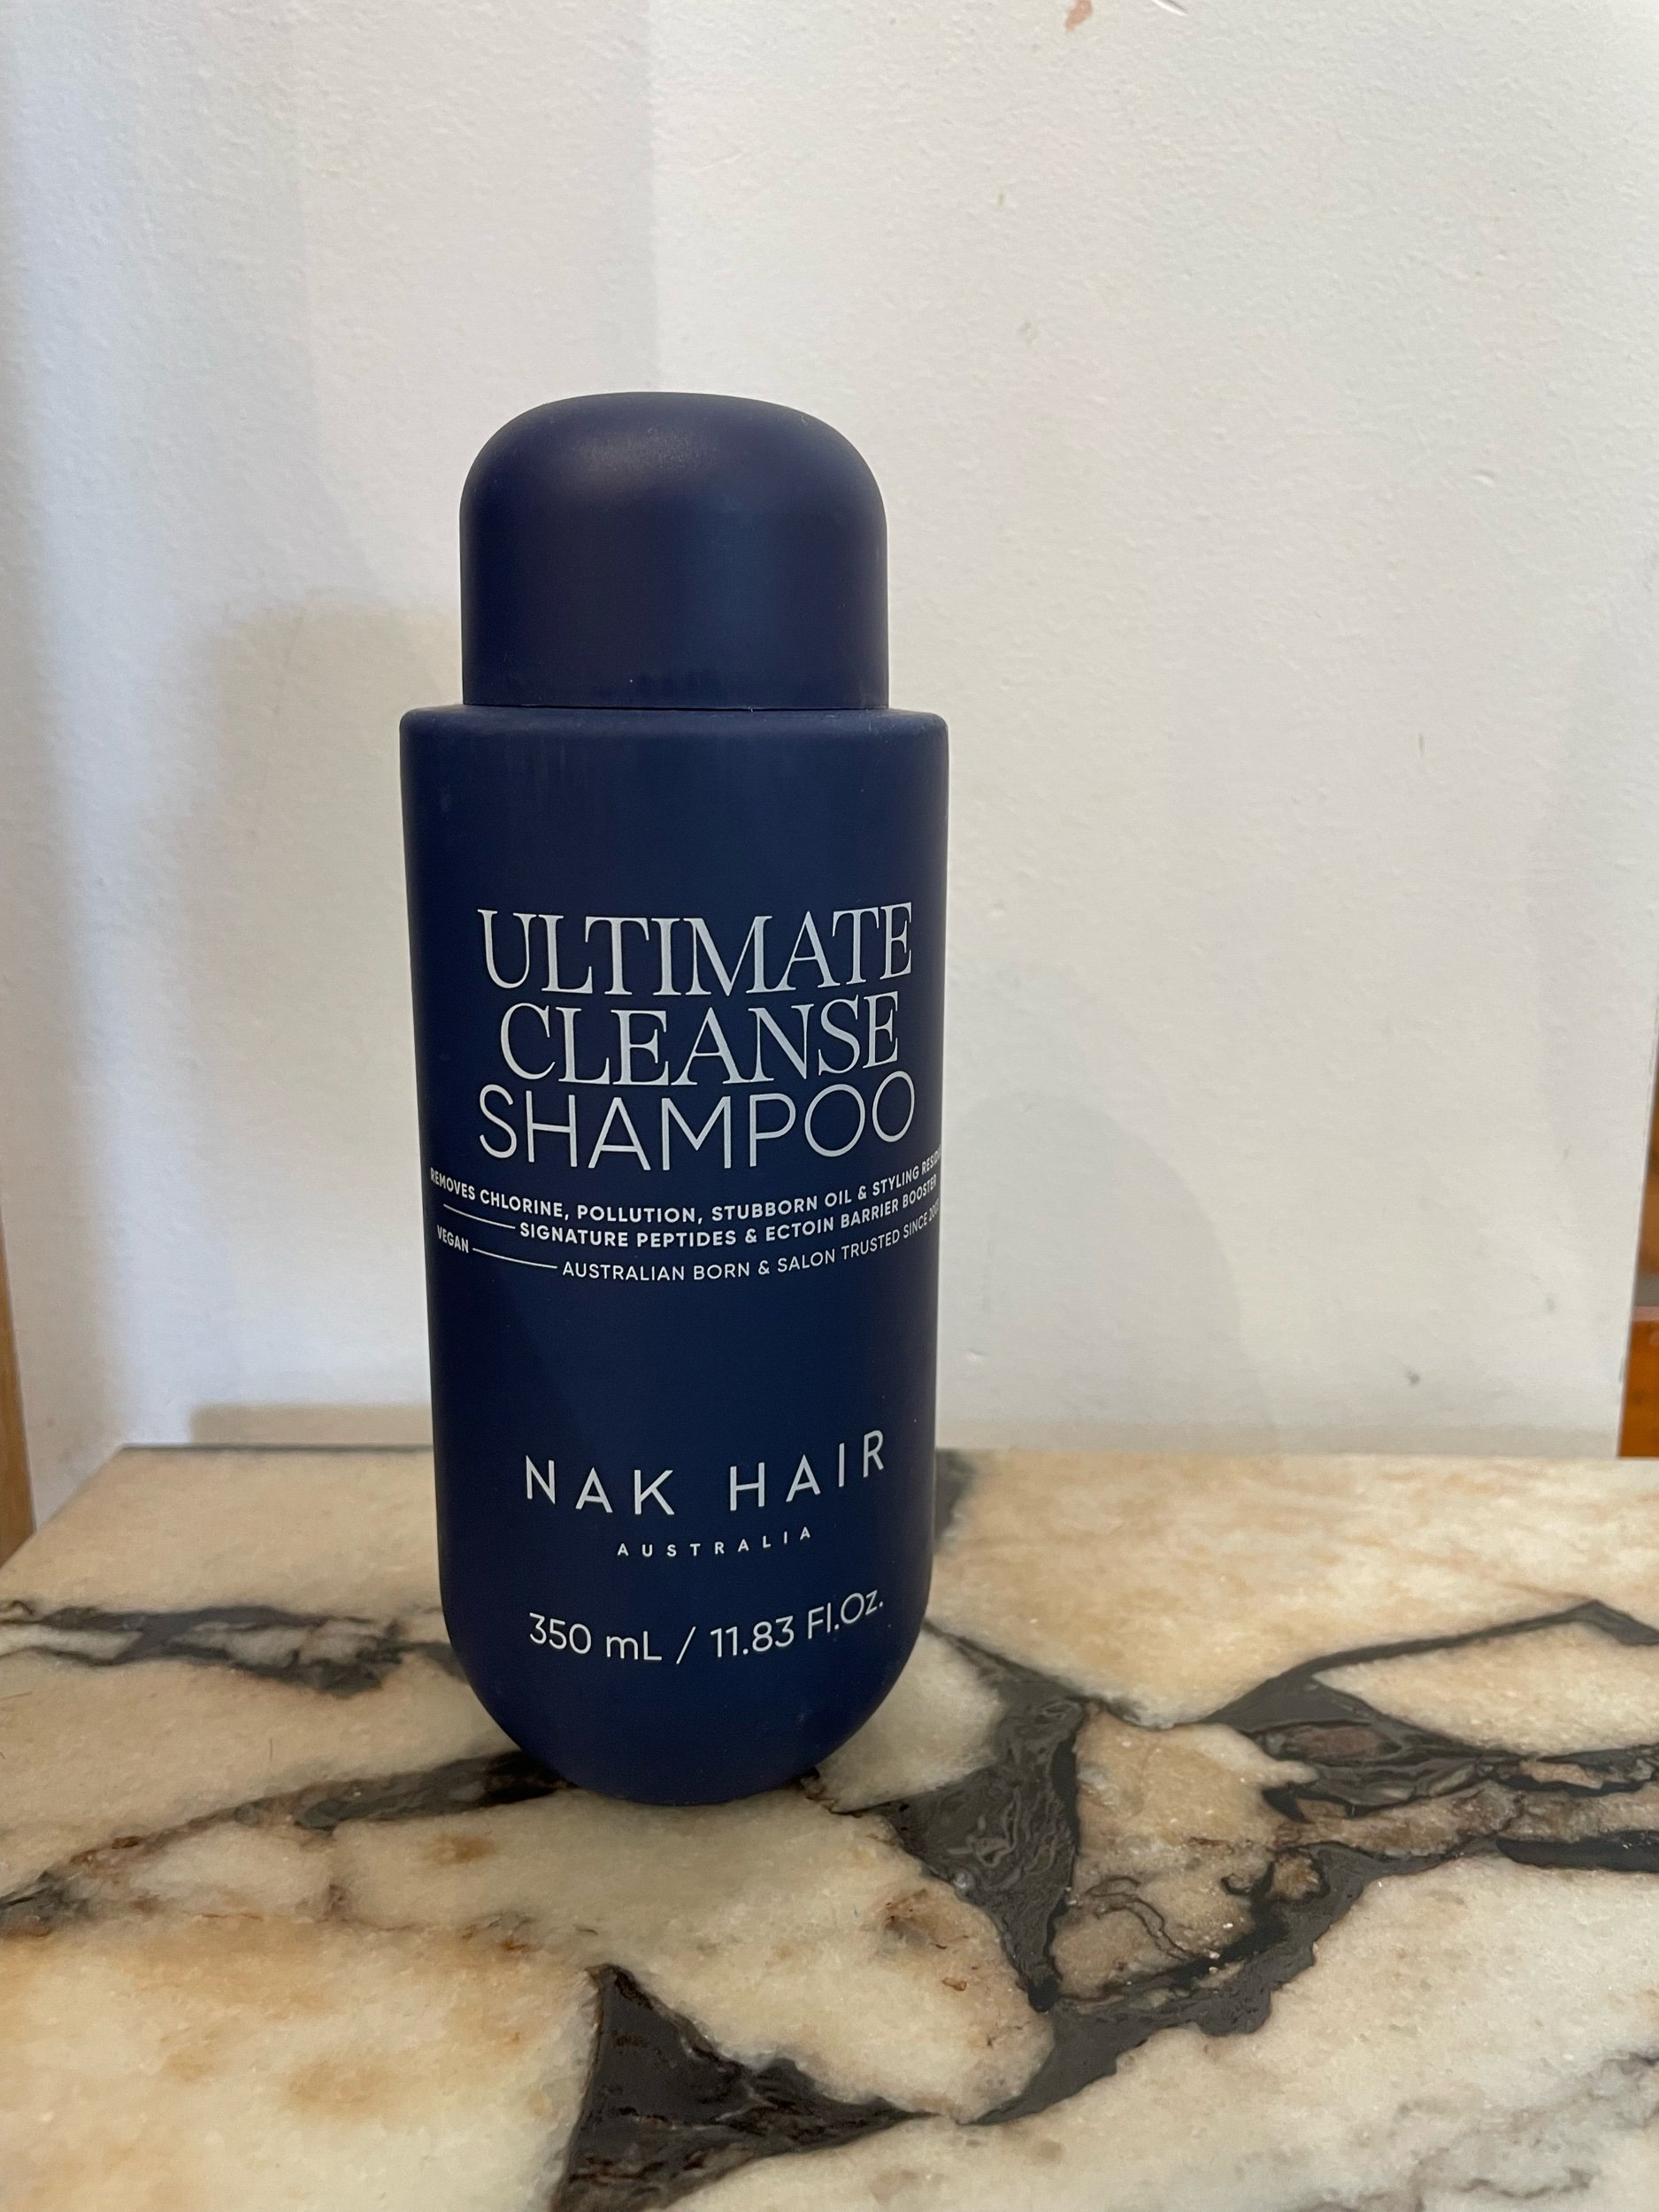 ULTIMATE
CLEANSE
SHAMPOO
REMOVES CHLORINE, POLLUTION, STUBBORN OIL & STYLING
SIGNATURE PEPTIDES & ECTOIN BARRIER BOOSTER
VEGAN AUSTRALIAN BORN & SALON TRUSTED SINCE
NAK HAIR
AUSTRALIA
350 mL / 11.83 Fl.Oz.